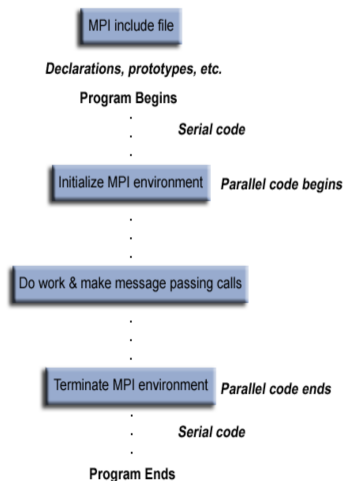 MPI include file
Declarations, prototypes, etc.
Program Begins
Serial code
Initialize MPI environment
Parallel code begins
Do work & make message passing calls
Terminate MPI environment
Parallel code ends
Serial code
Program Ends